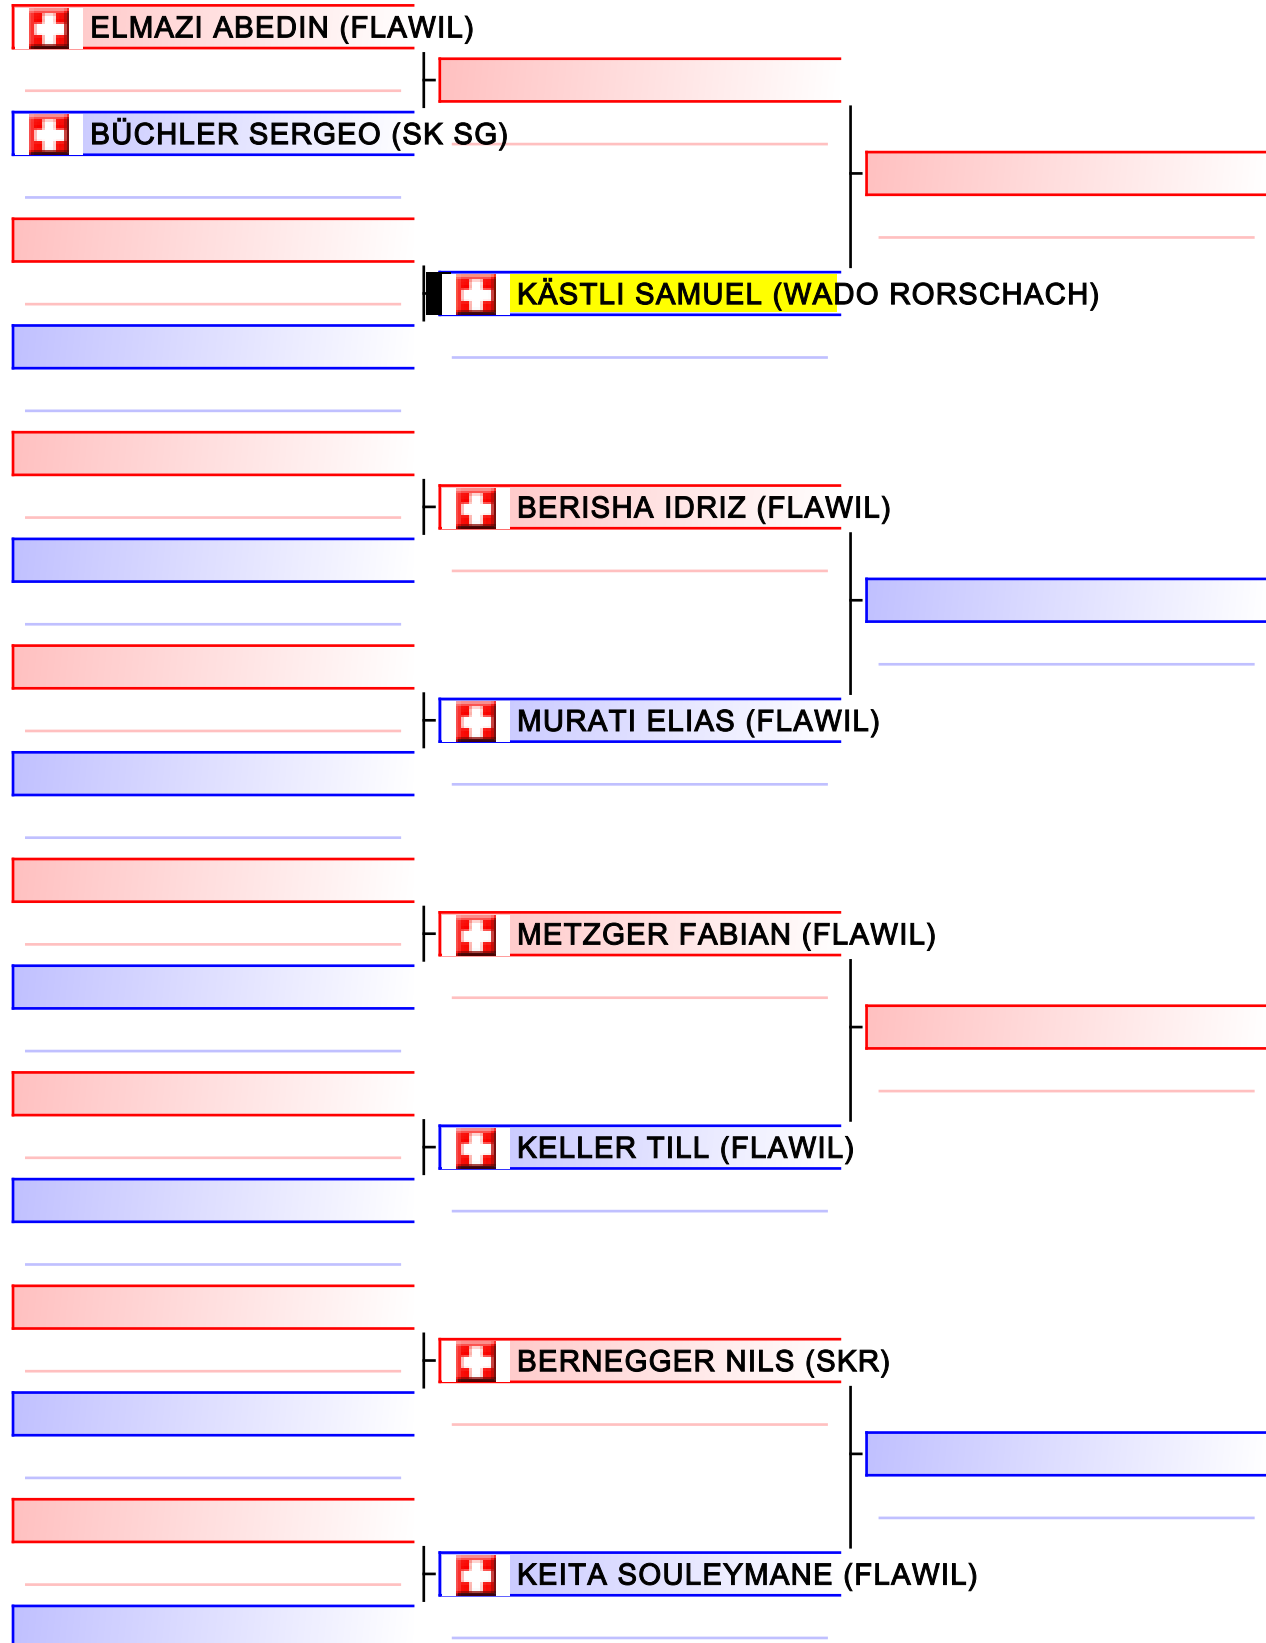 ELMAZI ABEDIN (FLAWIL)
BÜCHLER SERGEO (SK SG)
KÄSTLI SAMUEL (WADO RORSCHACH)
BERISHA IDRIZ (FLAWIL)
MURATI ELIAS (FLAWIL)
METZGER FABIAN (FLAWIL)
KELLER TILL (FLAWIL)
BERNEGGER NILS (SKR)
KEITA SOULEYMANE (FLAWIL)